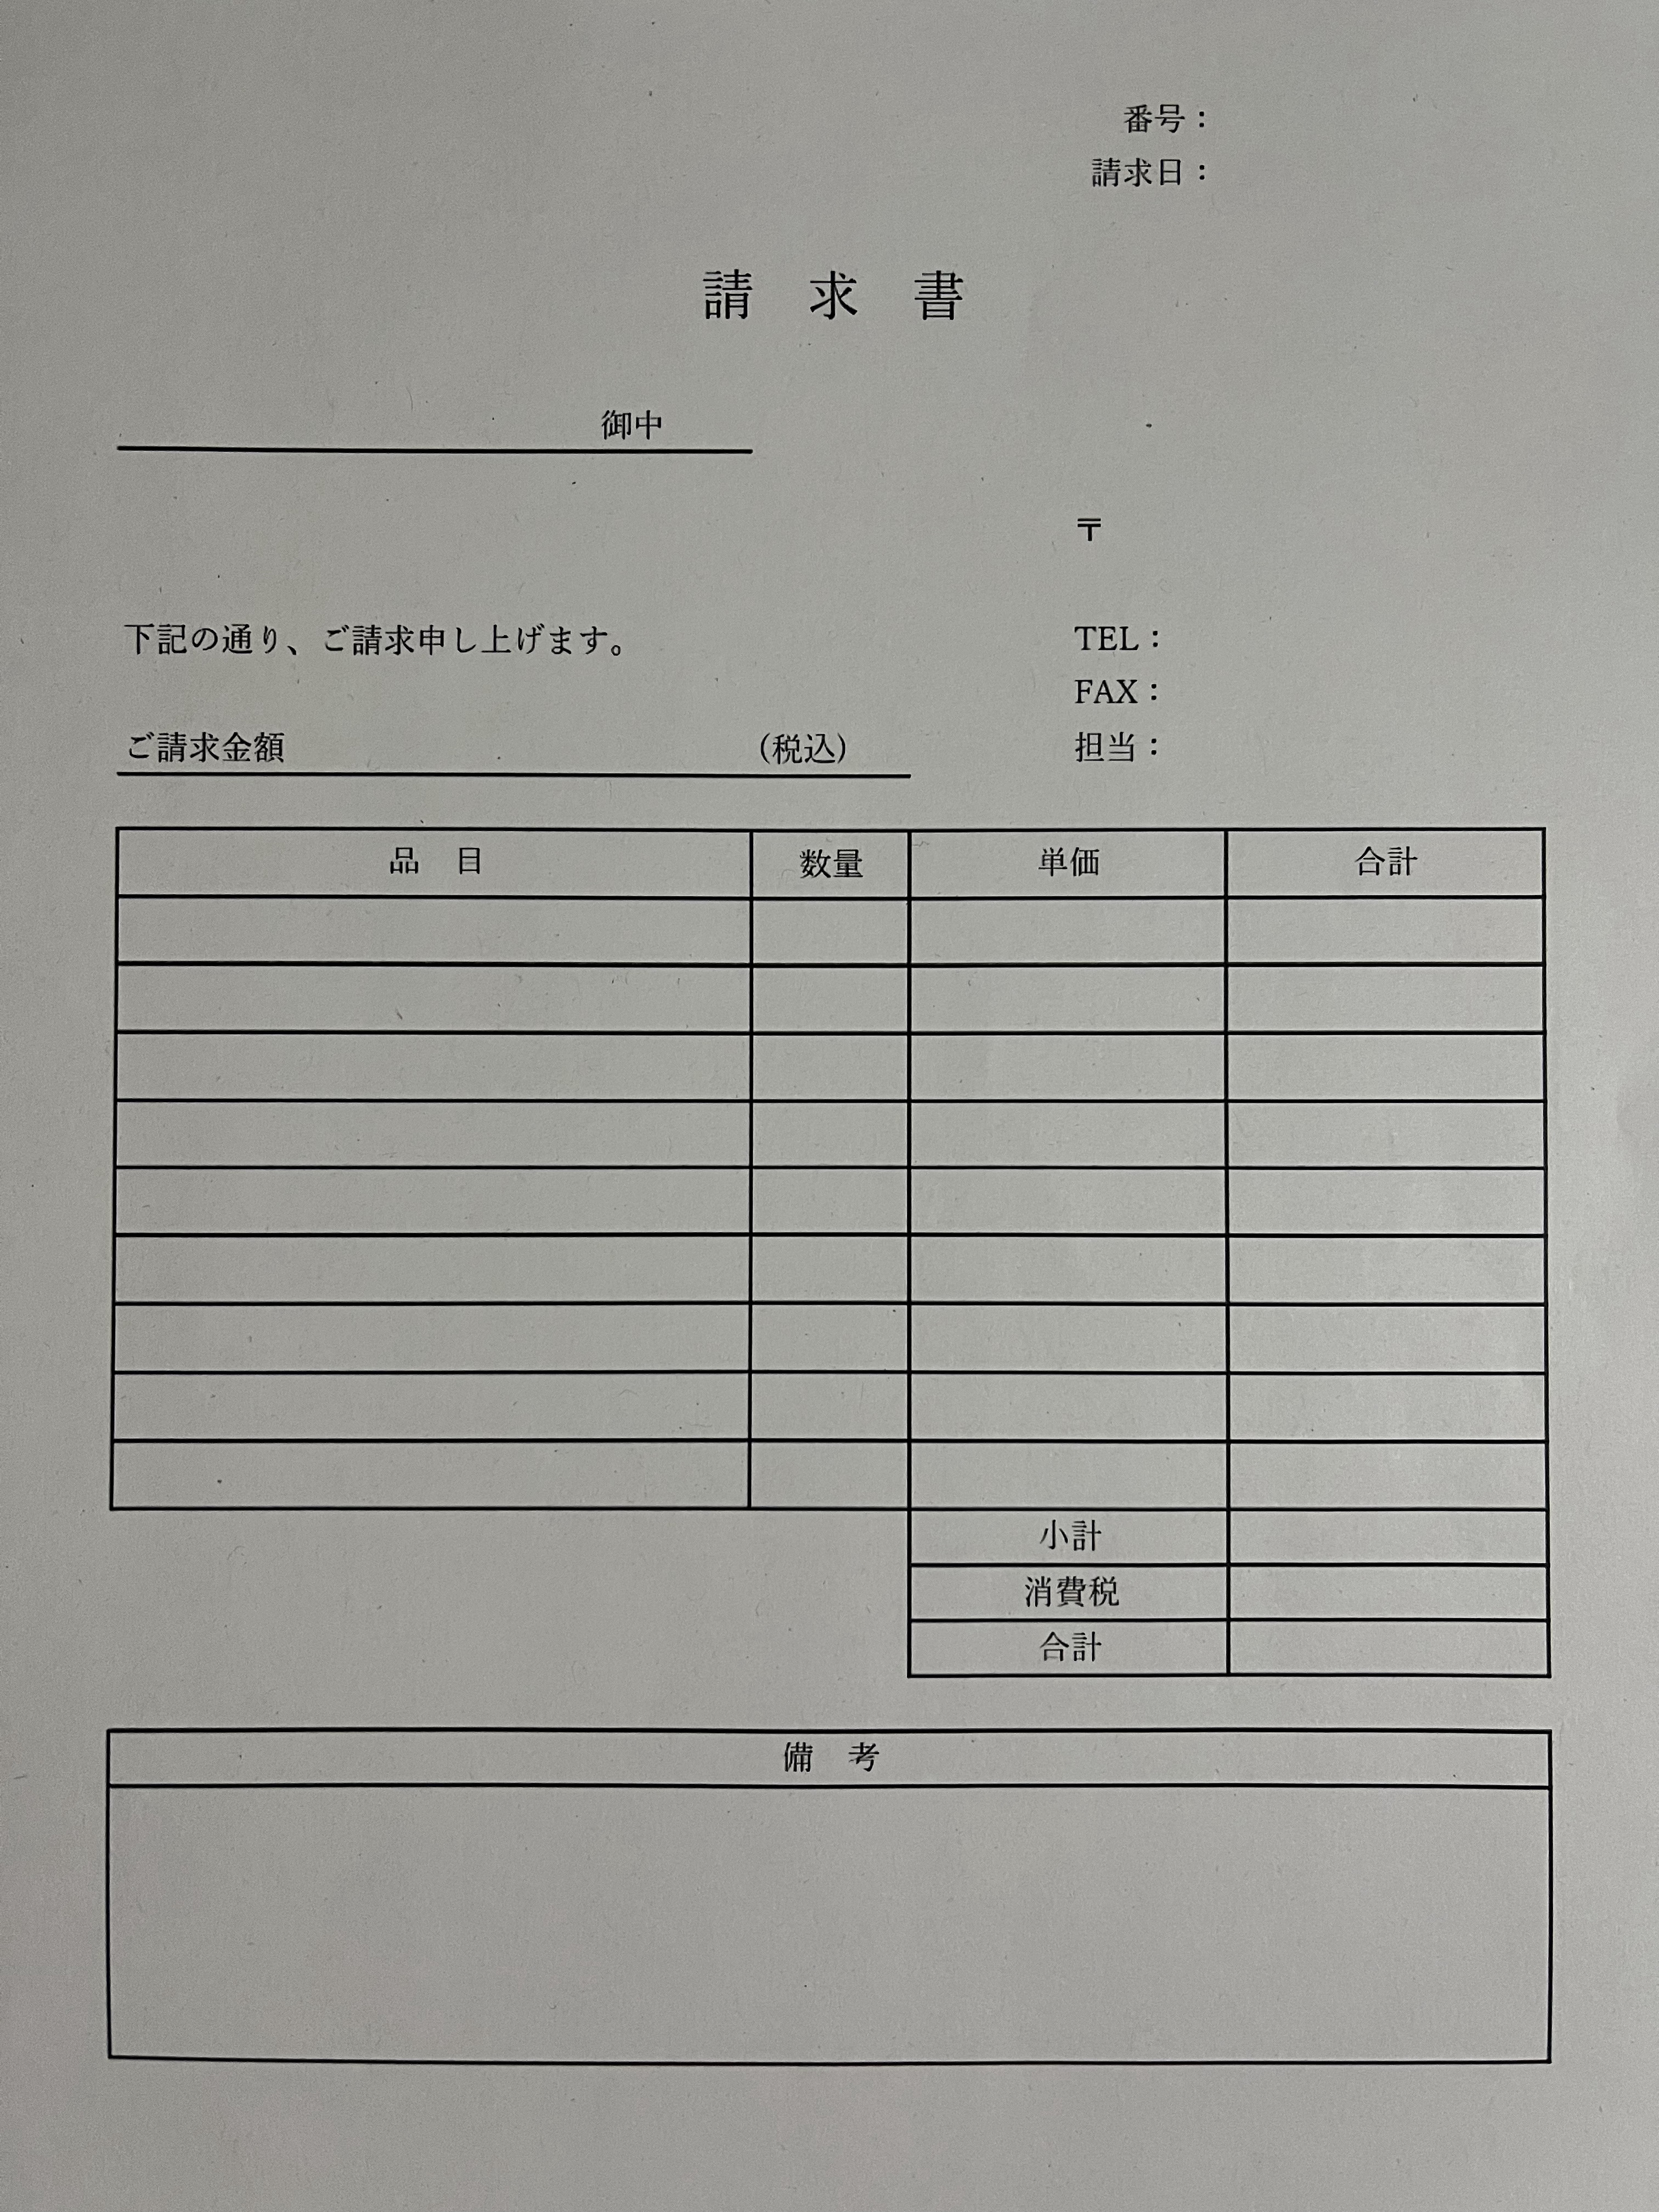 番号：
請求日：
請　求　書
御中
〒
下記の通り、ご請求申し上げます。
TEL：
FAX：
ご請求金額 (税込)
担当：
品　目 数量 単価 合計
小計
消費税
合計
備　考